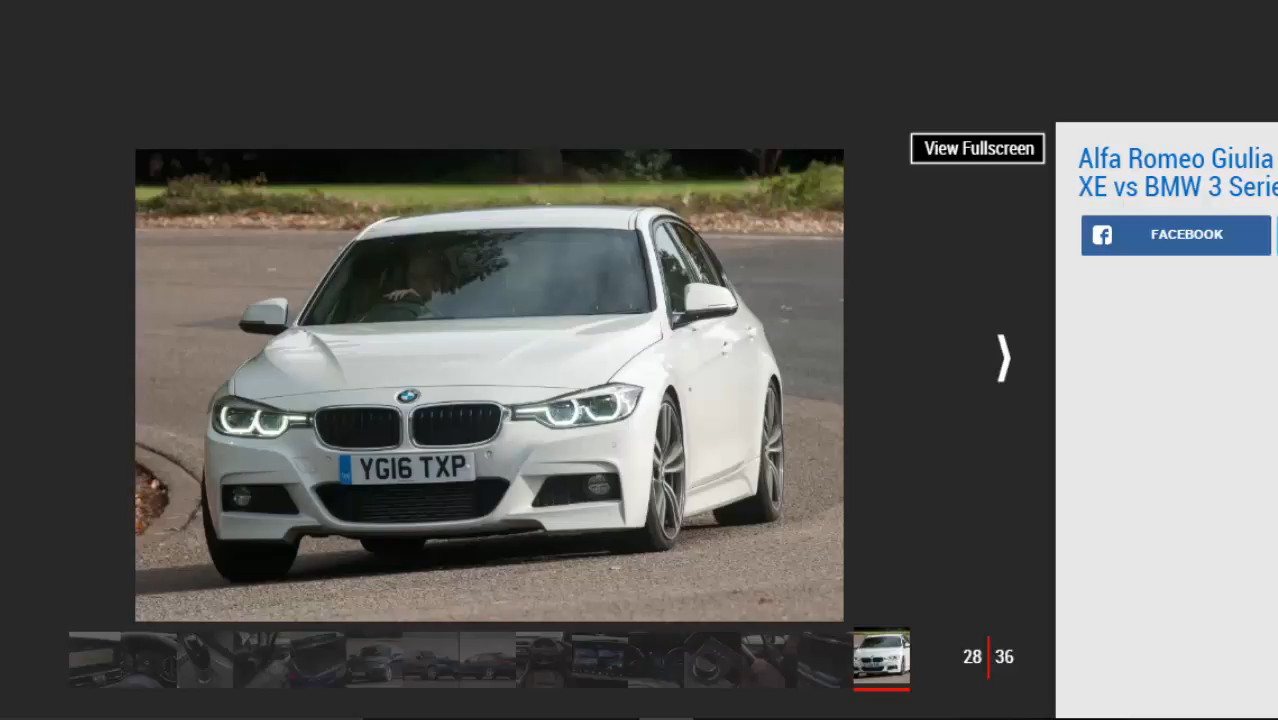 View Fullscreen
Alfa Romeo Giulia
XE vs BMW 3 Serie
FACEBOOK
YG16 TXP
28 36